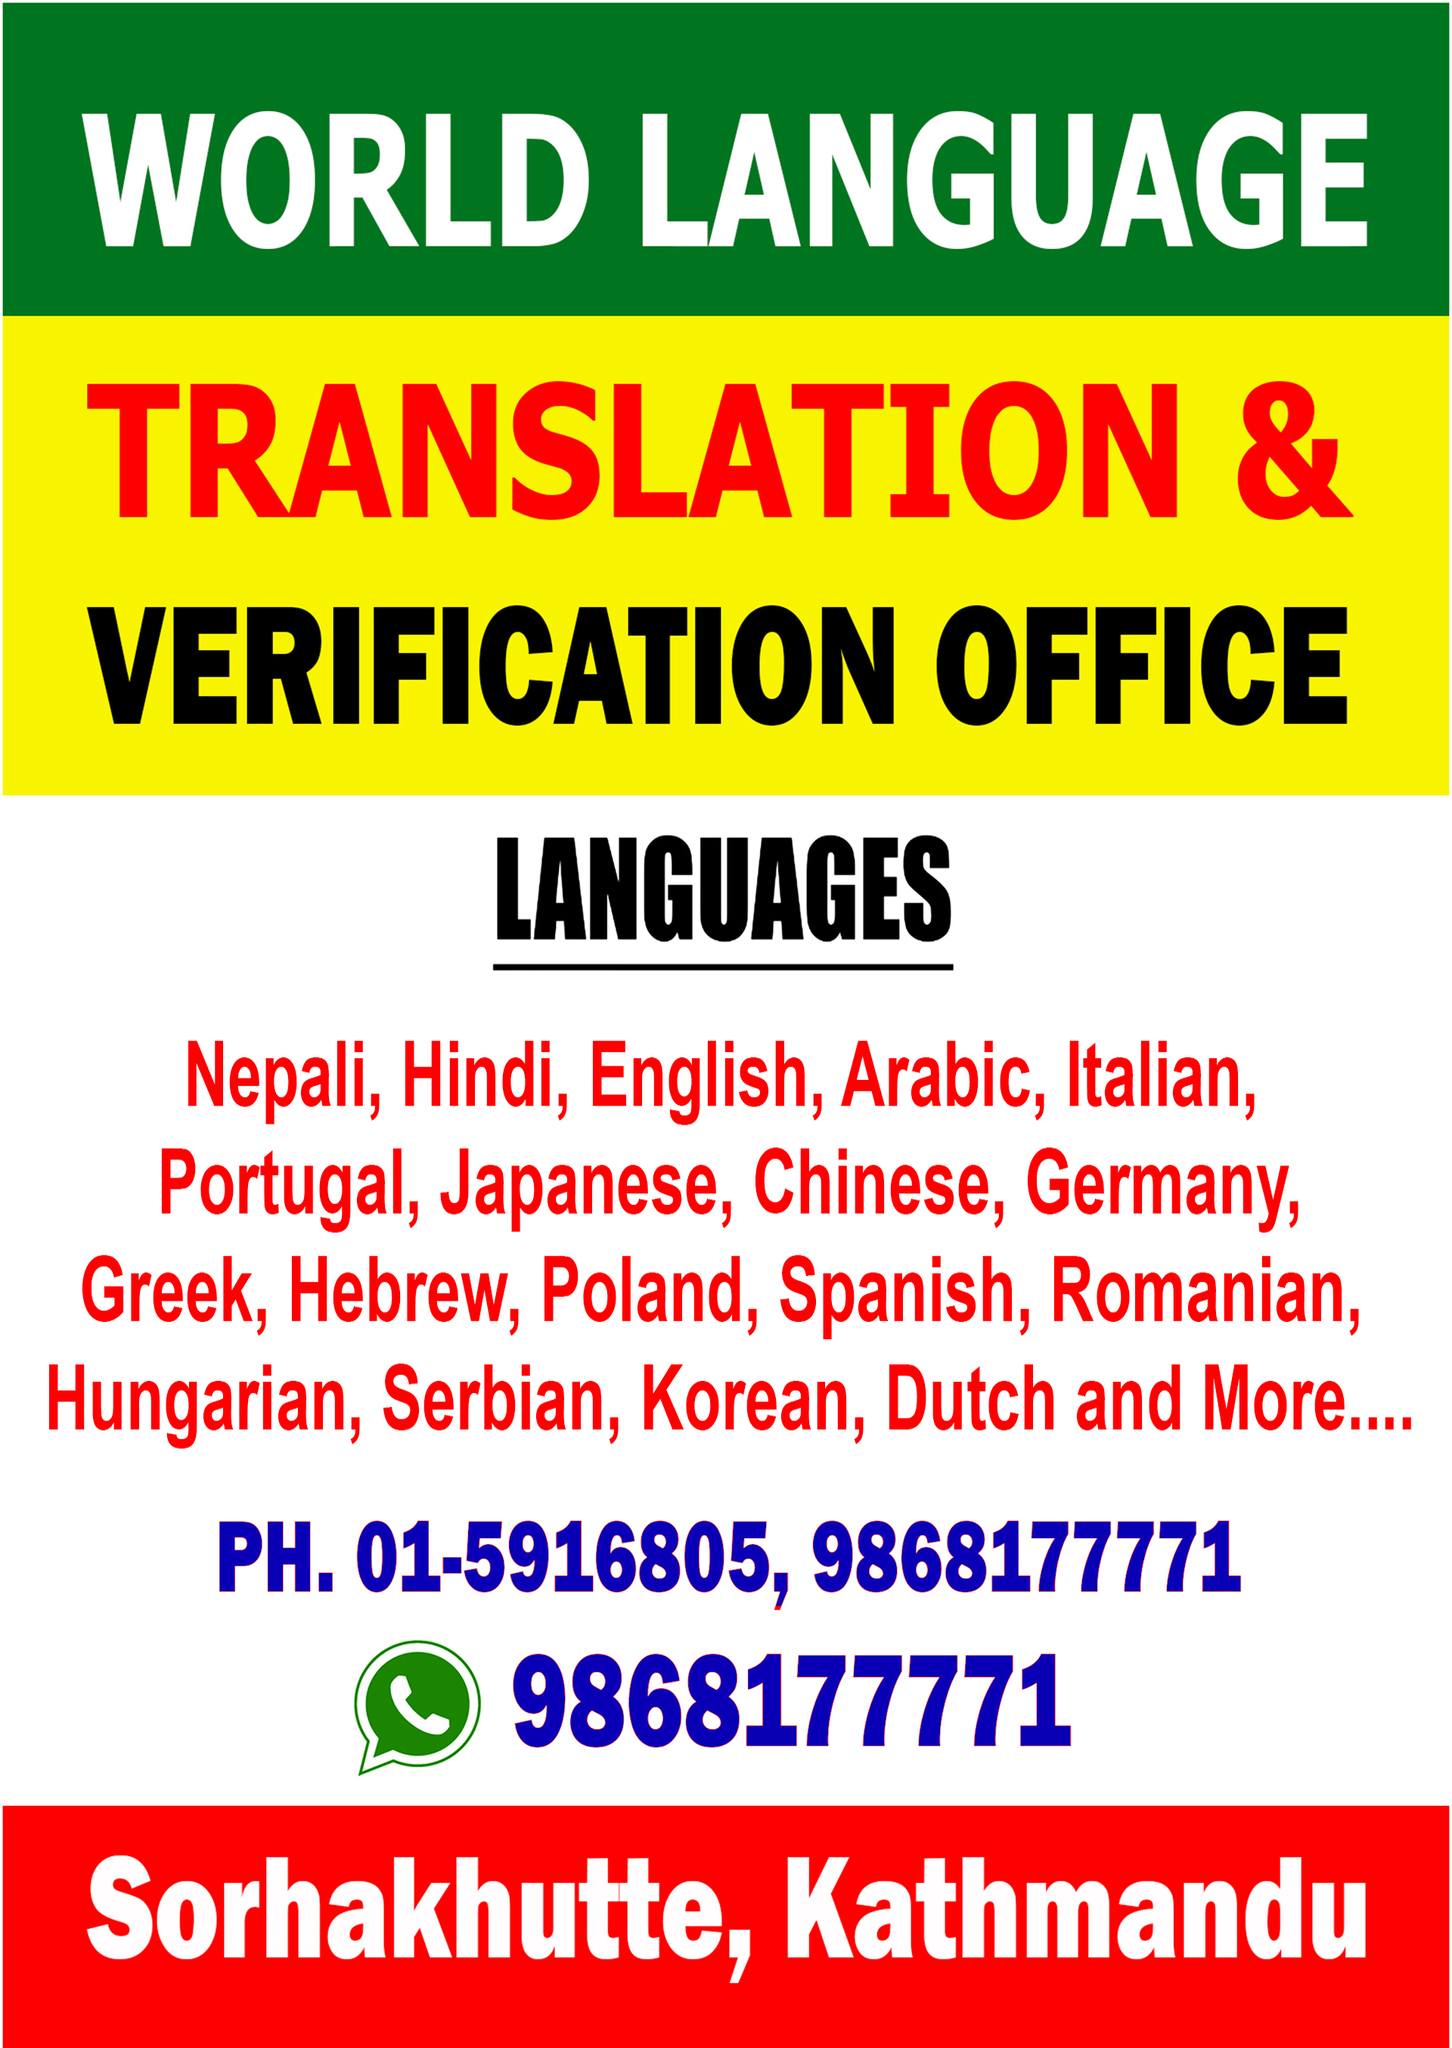 WORLD LANGUAGE
TRANSLATION &
VERIFICATION OFFICE
LANGUAGES
Nepali, Hindi, English, Arabic, Italian,
Portugal, Japanese, Chinese, Germany,
Greek, Hebrew, Poland, Spanish, Romanian,
Hungarian, Serbian, Korean, Dutch and More....
PH. 01-5916805, 9868177771
9868177771
Sorhakhutte, Kathmandu